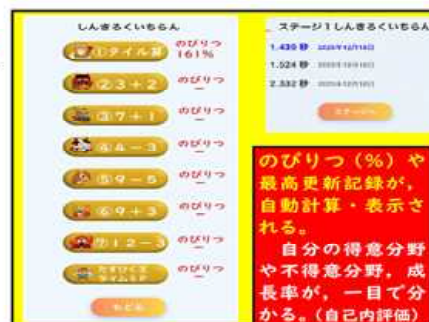 しんきろくいちらん
①タイル算
のびりつ
161%
②3+2
のびりつ
ー
③7+1
のびりつ
ー
④4-3
のびりつ
ー
⑤9-5
のびりつ
ー
⑥9+3
のびりつ
ー
⑦12-3
のびりつ
ー
のびりつ
ー
もどる
ステージ1しんきろくいちらん
1.430 秒
1.524 秒
2.332 秒
のびりつ(%)や
最高更新記録が,
自動計算・表示さ
れる。
自分の得意分野
や不得意分野,成
長率が,一目で分
かる。(自己内評価)